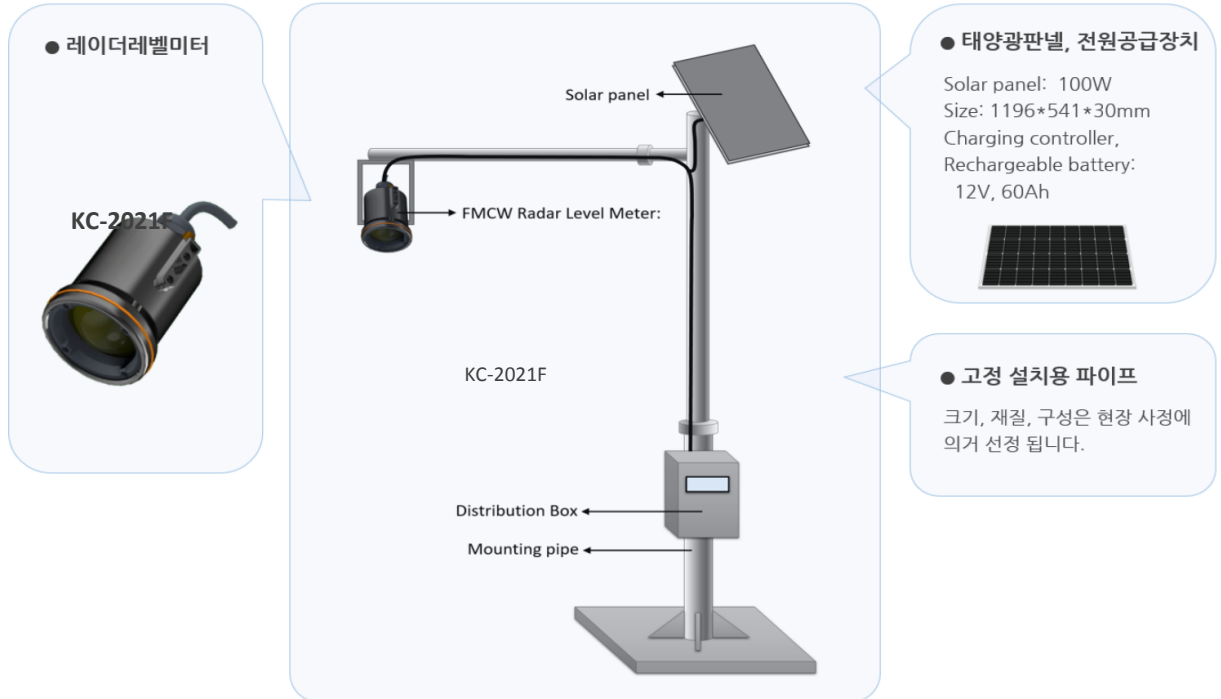 ● 레이더레벨미터
KC-2021F
Solar panel
FMCW Radar Level Meter:
KC-2021F
Distribution Box
Mounting pipe
● 태양광판넬, 전원공급장치
Solar panel: 100W
Size: 1196*541*30mm
Charging controller,
Rechargeable battery:
12V, 60Ah
● 고정 설치용 파이프
크기, 재질, 구성은 현장 사정에
의거 선정 됩니다.